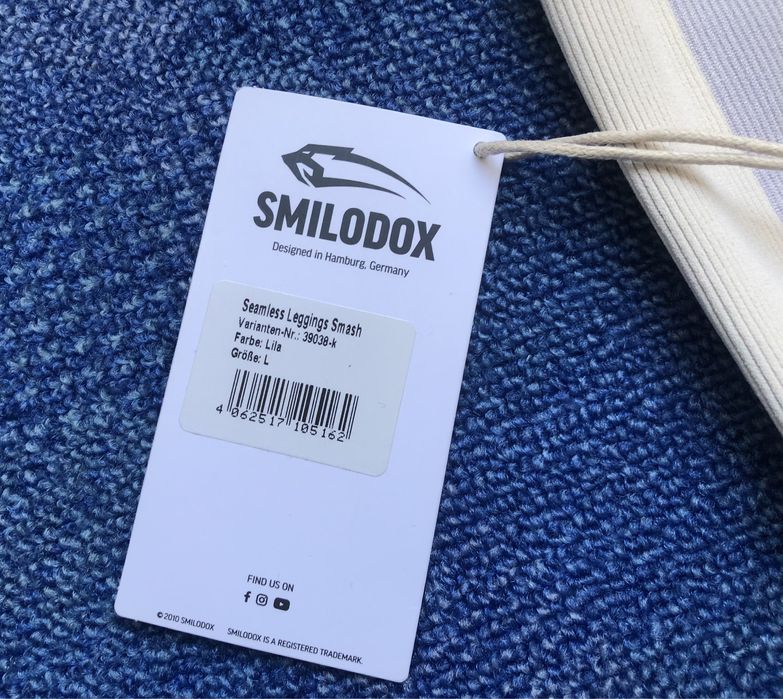 SMILODOX
Designed in Hamburg, Germany
Seamless Leggings Smash
Varianten-Nr.: 39038-k
Farbe: Lila
Größe: L
4 062517 105162
FIND US ON
©2010 SMILODOX SMILODOX IS A REGISTERED TRADEMARK.